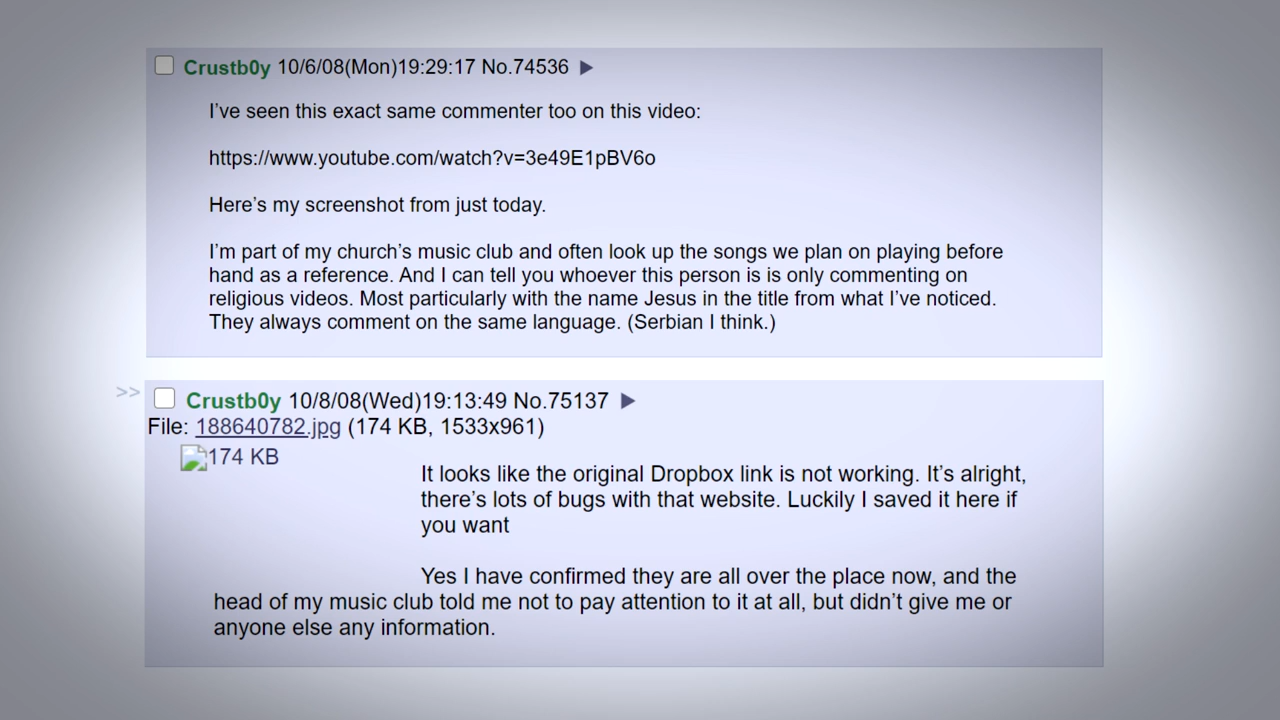 Crustb0y 10/6/08(Mon)19:29:17 No.74536 ▶
I’ve seen this exact same commenter too on this video:
https://www.youtube.com/watch?v=3e49E1pBV6o
Here’s my screenshot from just today.
I’m part of my church’s music club and often look up the songs we plan on playing before
hand as a reference. And I can tell you whoever this person is is only commenting on
religious videos. Most particularly with the name Jesus in the title from what I’ve noticed.
They always comment on the same language. (Serbian I think.)
>> Crustb0y 10/8/08(Wed)19:13:49 No.75137 ▶
File: 188640782.jpg (174 KB, 1533x961)
174 KB
It looks like the original Dropbox link is not working. It’s alright,
there’s lots of bugs with that website. Luckily I saved it here if
you want
Yes I have confirmed they are all over the place now, and the
head of my music club told me not to pay attention to it at all, but didn’t give me or
anyone else any information.